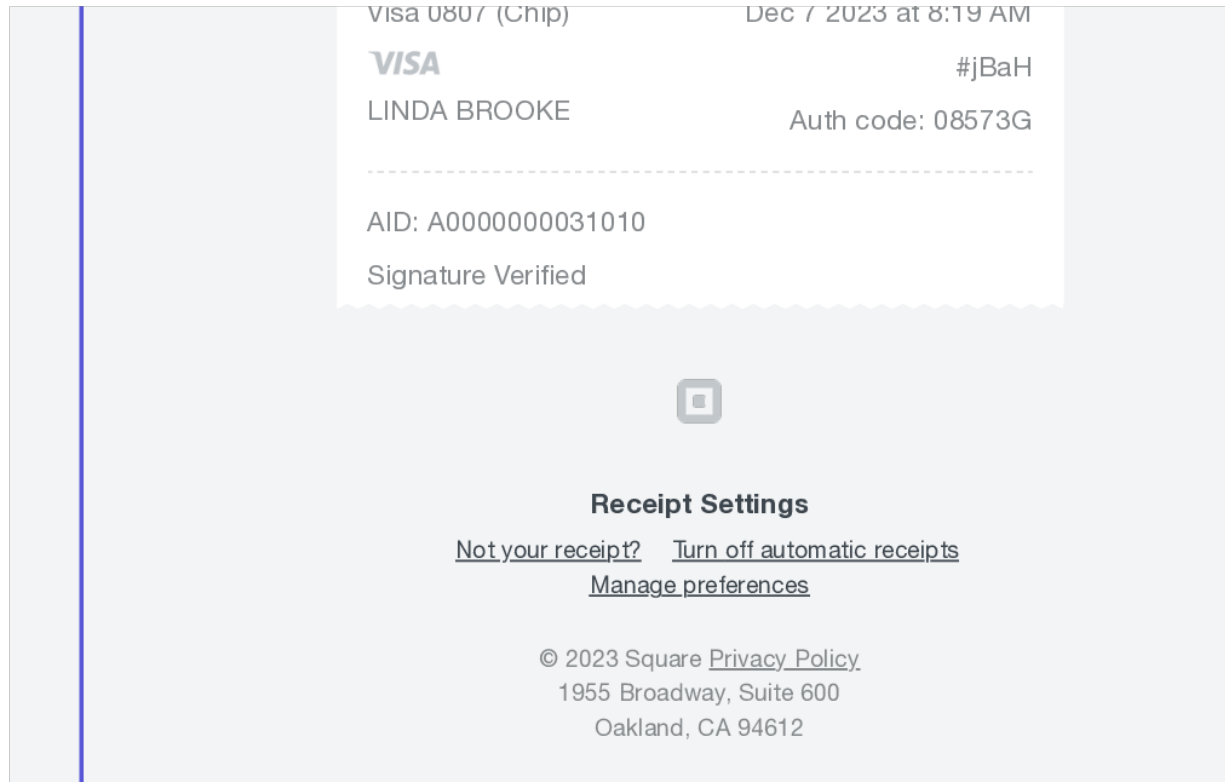 Visa 0807 (Chip) Dec 7 2023 at 8:19 AM
VISA #jBaH
LINDA BROOKE Auth code: 08573G
AID: A0000000031010
Signature Verified
Receipt Settings
Not your receipt? Turn off automatic receipts
Manage preferences
© 2023 Square Privacy Policy
1955 Broadway, Suite 600
Oakland, CA 94612